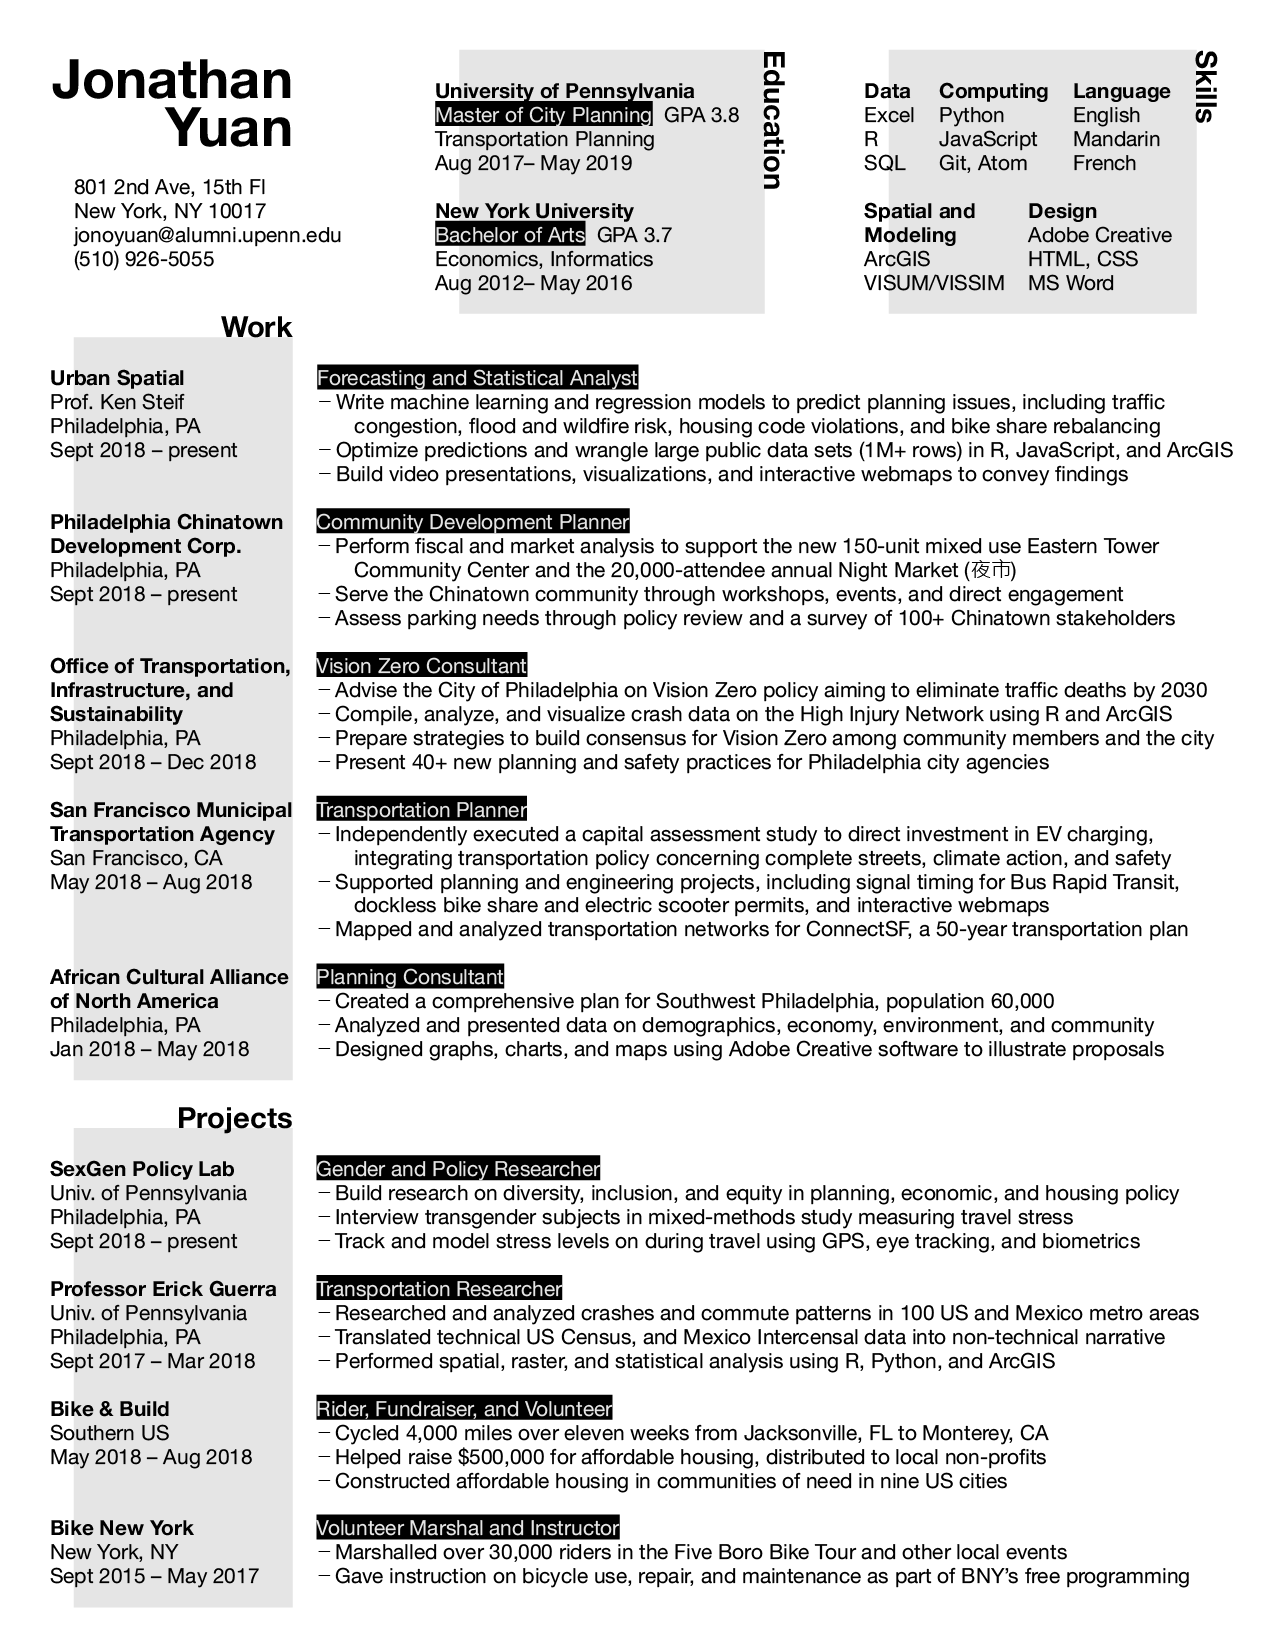 Jonathan
Yuan
801 2nd Ave, 15th Fl
New York, NY 10017
jonoyuan@alumni.upenn.edu
(510) 926-5055
Education
University of Pennsylvania
Master of City Planning GPA 3.8
Transportation Planning
Aug 2017– May 2019
New York University
Bachelor of Arts GPA 3.7
Economics, Informatics
Aug 2012– May 2016
Skills
Data
Excel
R
SQL
Computing
Python
JavaScript
Git, Atom
Language
English
Mandarin
French
Spatial and
Modeling
ArcGIS
VISUM/VISSIM
Design
Adobe Creative
HTML, CSS
MS Word
Work
Urban Spatial
Prof. Ken Steif
Philadelphia, PA
Sept 2018 – present
Forecasting and Statistical Analyst
– Write machine learning and regression models to predict planning issues, including traffic
congestion, flood and wildfire risk, housing code violations, and bike share rebalancing
– Optimize predictions and wrangle large public data sets (1M+ rows) in R, JavaScript, and ArcGIS
– Build video presentations, visualizations, and interactive webmaps to convey findings
Philadelphia Chinatown
Development Corp.
Philadelphia, PA
Sept 2018 – present
Community Development Planner
– Perform fiscal and market analysis to support the new 150-unit mixed use Eastern Tower
Community Center and the 20,000-attendee annual Night Market (夜市)
– Serve the Chinatown community through workshops, events, and direct engagement
– Assess parking needs through policy review and a survey of 100+ Chinatown stakeholders
Office of Transportation,
Infrastructure, and
Sustainability
Philadelphia, PA
Sept 2018 – Dec 2018
Vision Zero Consultant
– Advise the City of Philadelphia on Vision Zero policy aiming to eliminate traffic deaths by 2030
– Compile, analyze, and visualize crash data on the High Injury Network using R and ArcGIS
– Prepare strategies to build consensus for Vision Zero among community members and the city
– Present 40+ new planning and safety practices for Philadelphia city agencies
San Francisco Municipal
Transportation Agency
San Francisco, CA
May 2018 – Aug 2018
Transportation Planner
– Independently executed a capital assessment study to direct investment in EV charging,
integrating transportation policy concerning complete streets, climate action, and safety
– Supported planning and engineering projects, including signal timing for Bus Rapid Transit,
dockless bike share and electric scooter permits, and interactive webmaps
– Mapped and analyzed transportation networks for ConnectSF, a 50-year transportation plan
African Cultural Alliance
of North America
Philadelphia, PA
Jan 2018 – May 2018
Planning Consultant
– Created a comprehensive plan for Southwest Philadelphia, population 60,000
– Analyzed and presented data on demographics, economy, environment, and community
– Designed graphs, charts, and maps using Adobe Creative software to illustrate proposals
Projects
SexGen Policy Lab
Univ. of Pennsylvania
Philadelphia, PA
Sept 2018 – present
Gender and Policy Researcher
– Build research on diversity, inclusion, and equity in planning, economic, and housing policy
– Interview transgender subjects in mixed-methods study measuring travel stress
– Track and model stress levels on during travel using GPS, eye tracking, and biometrics
Professor Erick Guerra
Univ. of Pennsylvania
Philadelphia, PA
Sept 2017 – Mar 2018
Transportation Researcher
– Researched and analyzed crashes and commute patterns in 100 US and Mexico metro areas
– Translated technical US Census, and Mexico Intercensal data into non-technical narrative
– Performed spatial, raster, and statistical analysis using R, Python, and ArcGIS
Bike & Build
Southern US
May 2018 – Aug 2018
Rider, Fundraiser, and Volunteer
– Cycled 4,000 miles over eleven weeks from Jacksonville, FL to Monterey, CA
– Helped raise $500,000 for affordable housing, distributed to local non-profits
– Constructed affordable housing in communities of need in nine US cities
Bike New York
New York, NY
Sept 2015 – May 2017
Volunteer Marshal and Instructor
– Marshalled over 30,000 riders in the Five Boro Bike Tour and other local events
– Gave instruction on bicycle use, repair, and maintenance as part of BNY’s free programming